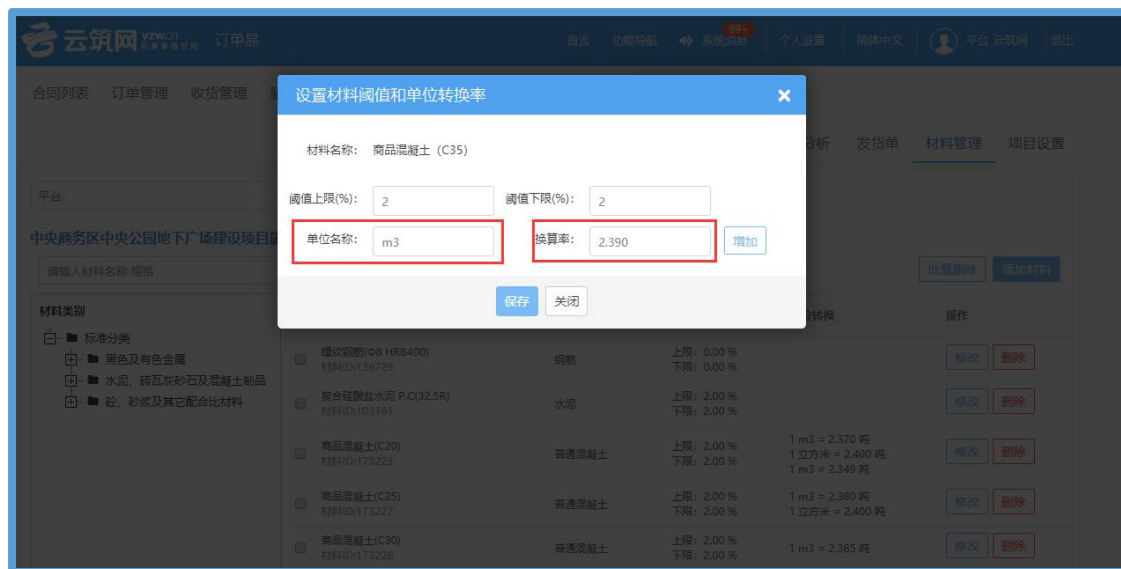 云筑网 yzw.cn 订单易 首页 功能导航 系统消息 99+ 个人设置 简体中文 平台 云筑网 退出
合同列表 订单管理 收货管理
设置材料阈值和单位转换率 ×
分析 发货单 材料管理 项目设置
材料名称: 商品混凝土 (C35)
平台
阈值上限(%): 2 阈值下限(%): 2
中央商务区中央公园地下广场建设项目
单位名称: m3 换算率: 2.390 增加
请输入材料名称 规格 批量删除 添加材料
保存 关闭
材料类别 转换 操作
标准分类
螺纹钢筋(Φ8 HRB400) 钢筋 上限: 0.00 % 修改 删除
材料ID:136729 下限: 0.00 %
黑色及有色金属
水泥、砖瓦灰砂石及混凝土制品
复合硅酸盐水泥 P.C(32.5R) 水泥 上限: 2.00 % 修改 删除
材料ID:103161 下限: 2.00 %
砼、砂浆及其它配合比材料
商品混凝土(C20) 普通混凝土 上限: 2.00 % 1 m3 = 2.370 吨 修改 删除
材料ID:173223 下限: 2.00 % 1 立方米 = 2.400 吨
1 m3 = 2.349 吨
商品混凝土(C25) 普通混凝土 上限: 2.00 % 1 m3 = 2.380 吨 修改 删除
材料ID:173227 下限: 2.00 % 1 立方米 = 2.400 吨
商品混凝土(C30) 普通混凝土 上限: 2.00 % 1 m3 = 2.385 吨 修改 删除
材料ID:173228 下限: 2.00 %